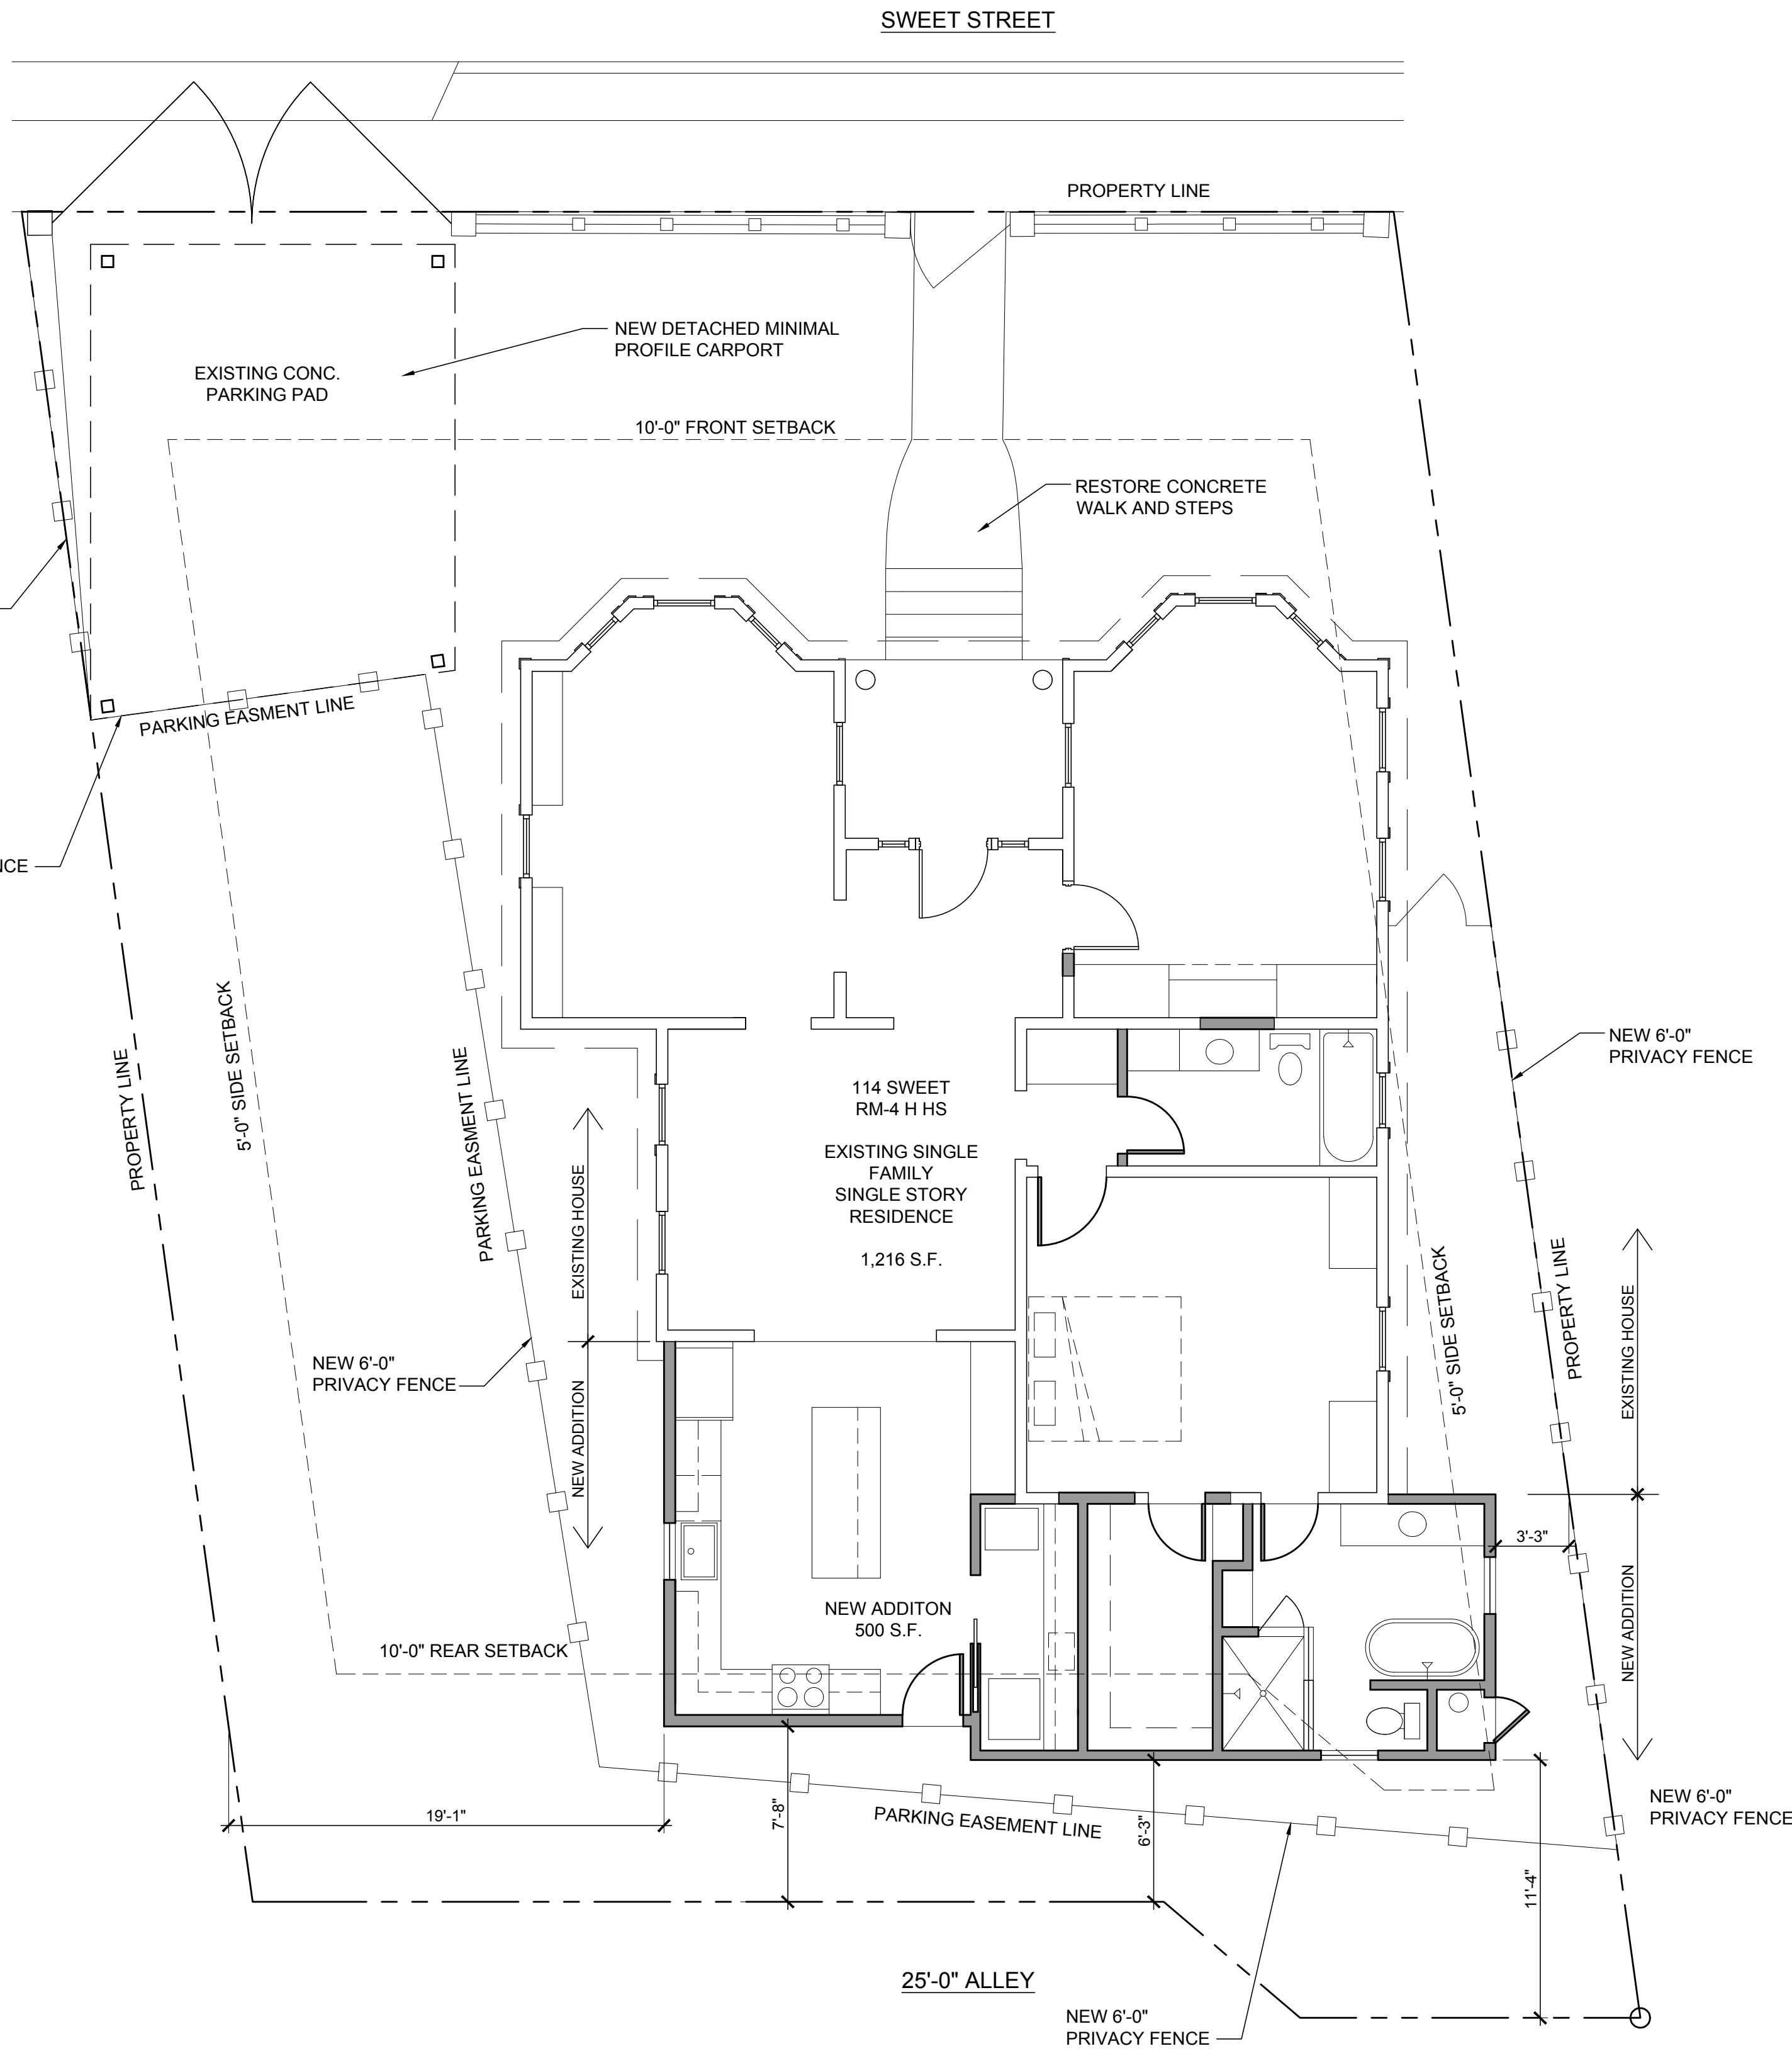 SWEET STREET
PROPERTY LINE
NEW DETACHED MINIMAL
PROFILE CARPORT
EXISTING CONC.
PARKING PAD
10'-0" FRONT SETBACK
RESTORE CONCRETE
WALK AND STEPS
PARKING EASMENT LINE
NCE
5'-0" SIDE SETBACK
PROPERTY LINE
PARKING EASMENT LINE
NEW 6'-0"
PRIVACY FENCE
114 SWEET
RM-4 H HS
EXISTING SINGLE
FAMILY
SINGLE STORY
RESIDENCE
1,216 S.F.
EXISTING HOUSE
NEW ADDITION
NEW 6'-0"
PRIVACY FENCE
5'-0" SIDE SETBACK
PROPERTY LINE
EXISTING HOUSE
NEW ADDITION
3'-3"
NEW ADDITON
500 S.F.
10'-0" REAR SETBACK
19'-1"
7'-8"
PARKING EASEMENT LINE
6'-3"
11'-4"
NEW 6'-0"
PRIVACY FENCE
25'-0" ALLEY
NEW 6'-0"
PRIVACY FENCE